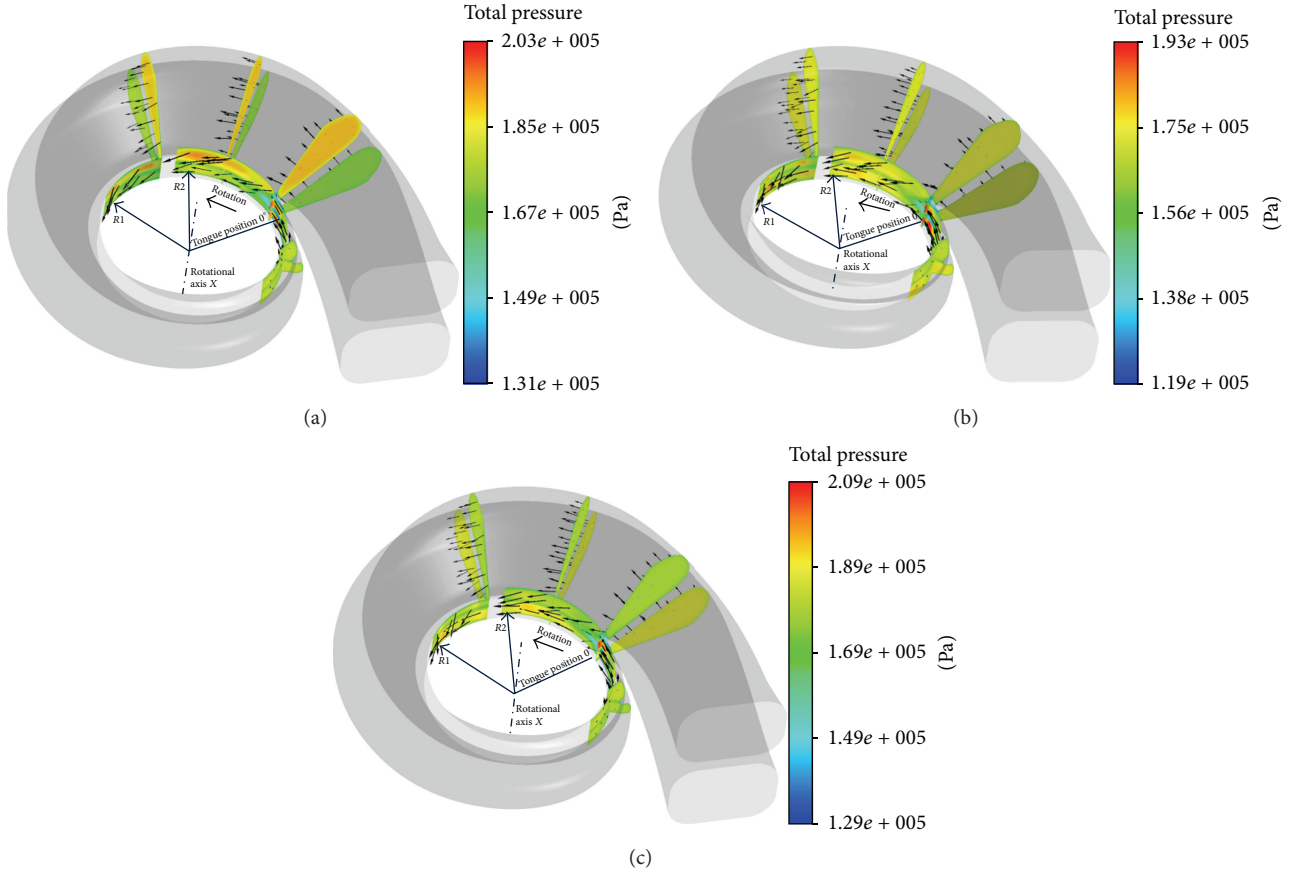 Total pressure
2.03e + 005
1.85e + 005
1.67e + 005
1.49e + 005
1.31e + 005
(Pa)
R2
R1
Rotation
Tongue position 0°
Rotational
axis X
(a)
Total pressure
1.93e + 005
1.75e + 005
1.56e + 005
1.38e + 005
1.19e + 005
(Pa)
R2
R1
Rotation
Tongue position 0
Rotational
axis X
(b)
Total pressure
2.09e + 005
1.89e + 005
1.69e + 005
1.49e + 005
1.29e + 005
(Pa)
R2
R1
Rotation
Tongue position 0°
Rotational
axis X
(c)